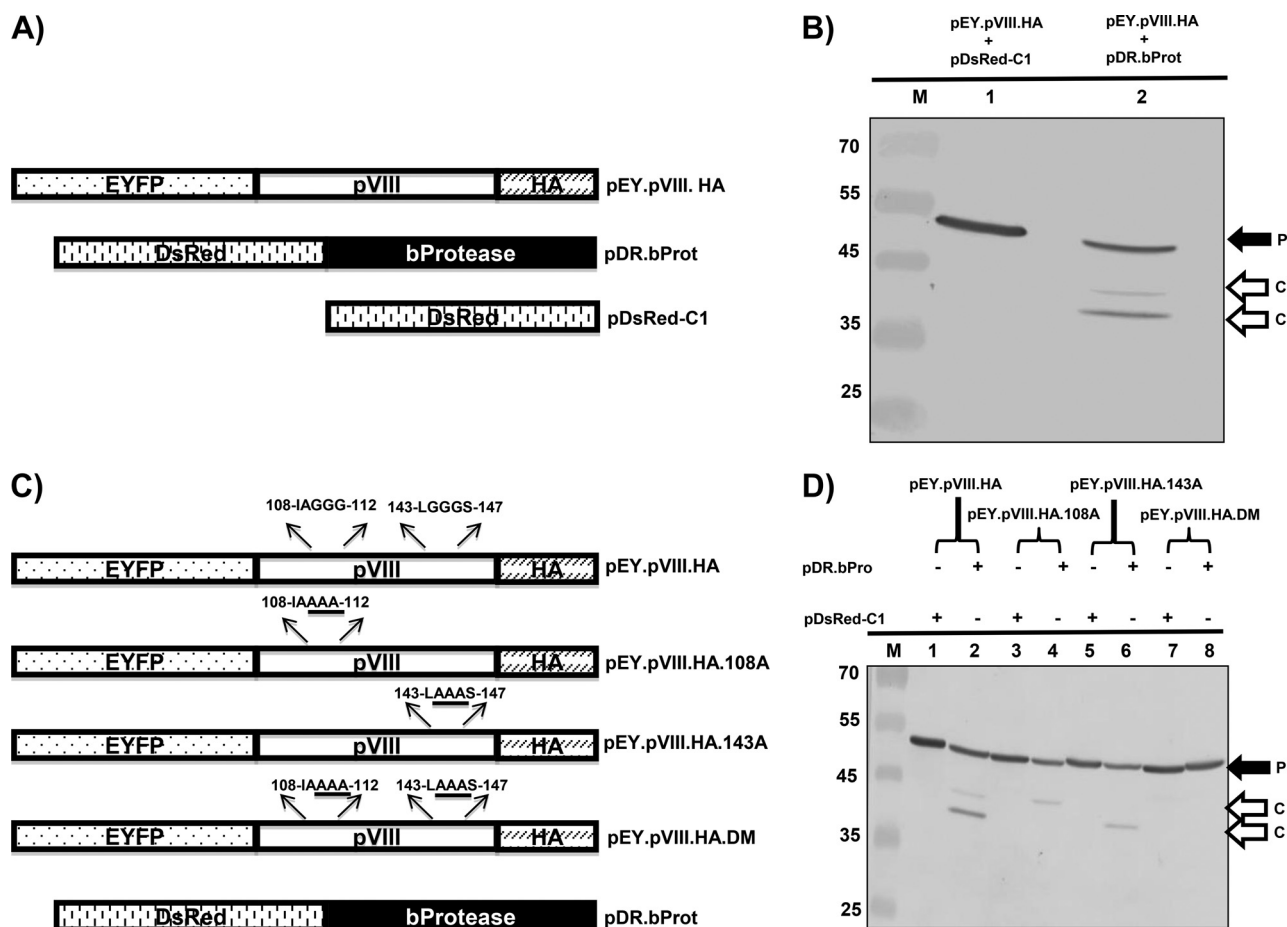 A)
EYFP pVIII HA pEY.pVIII. HA
DsRed bProtease pDR.bProt
DsRed pDsRed-C1
B)
pEY.pVIII.HA pEY.pVIII.HA
+ +
pDsRed-C1 pDR.bProt
M 1 2
70
55
45
35
25
P
C
C
C)
108-IAGGG-112 143-LGGGS-147
EYFP pVIII HA pEY.pVIII.HA
108-IAAAA-112
EYFP pVIII HA pEY.pVIII.HA.108A
143-LAAAS-147
EYFP pVIII HA pEY.pVIII.HA.143A
108-IAAAA-112 143-LAAAS-147
EYFP pVIII HA pEY.pVIII.HA.DM
DsRed bProtease pDR.bProt
D)
pEY.pVIII.HA pEY.pVIII.HA.143A
pEY.pVIII.HA.108A pEY.pVIII.HA.DM
pDR.bPro - + - + - + - +
pDsRed-C1 + - + - + - + -
M 1 2 3 4 5 6 7 8
70
55
45
35
25
P
C
C